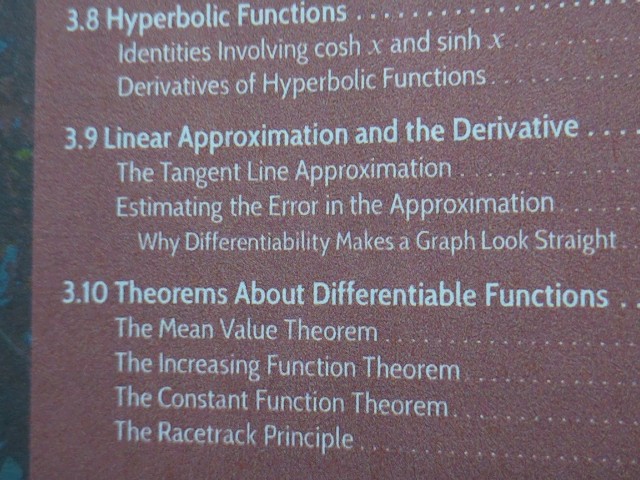 3.8 Hyperbolic Functions . . . . . . . . . . . . . . . . . .
Identities Involving cosh x and sinh x . . . . . . . . . .
Derivatives of Hyperbolic Functions . . . . . . . . . . .
3.9 Linear Approximation and the Derivative . . . .
The Tangent Line Approximation . . . . . . . . . . . . .
Estimating the Error in the Approximation . . . . . .
Why Differentiability Makes a Graph Look Straight .
3.10 Theorems About Differentiable Functions . .
The Mean Value Theorem . . . . . . . . . . . . . . . . . .
The Increasing Function Theorem . . . . . . . . . . . .
The Constant Function Theorem . . . . . . . . . . . . .
The Racetrack Principle . . . . . . . . . . . . . . . . . . .